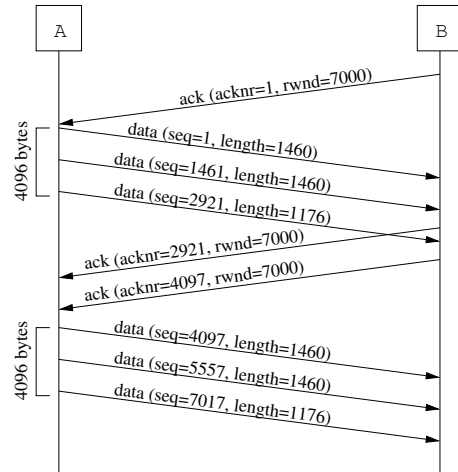 A
B
ack (acknr=1, rwnd=7000)
4096 bytes
data (seq=1, length=1460)
data (seq=1461, length=1460)
data (seq=2921, length=1176)
ack (acknr=2921, rwnd=7000)
ack (acknr=4097, rwnd=7000)
4096 bytes
data (seq=4097, length=1460)
data (seq=5557, length=1460)
data (seq=7017, length=1176)